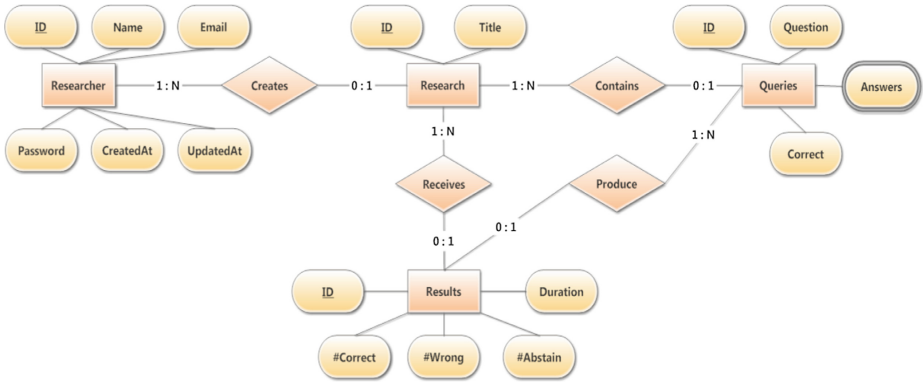 ID Name Email ID Title ID Question
Researcher 1:N Creates 0:1 Research 1:N Contains 0:1 Queries Answers
1:N 1:N
Password CreatedAt UpdatedAt Correct
Receives Produce
0:1 0:1
ID Results Duration
#Correct #Wrong #Abstain